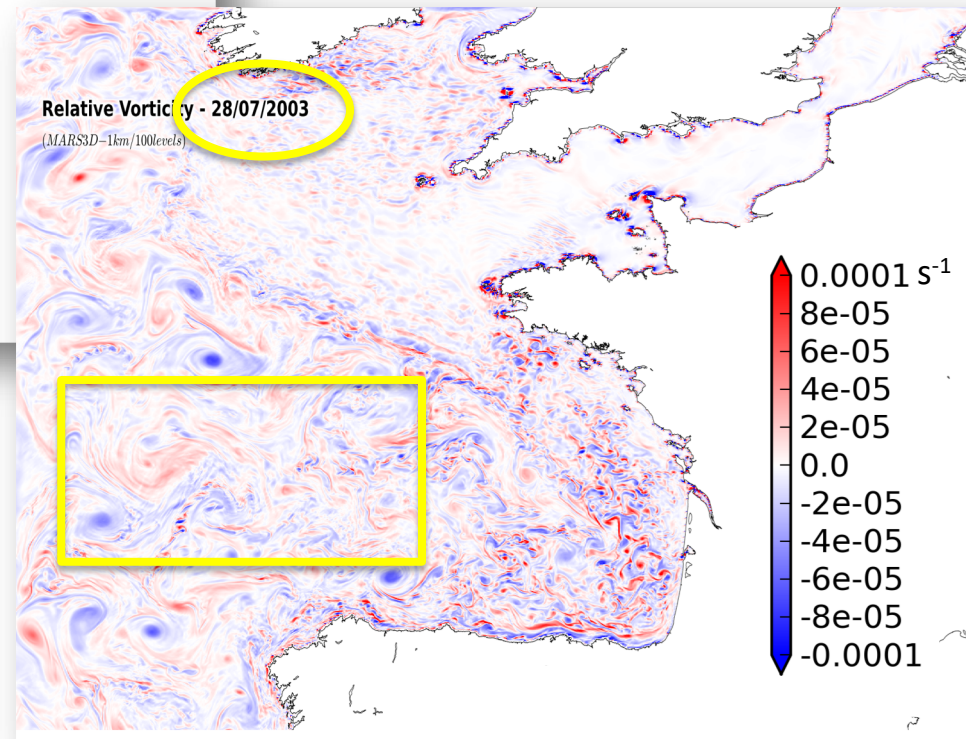 Relative Vorticity - 28/07/2003
(MARS3D−1km/100levels)
0.0001 s-1
8e-05
6e-05
4e-05
2e-05
0.0
-2e-05
-4e-05
-6e-05
-8e-05
-0.0001